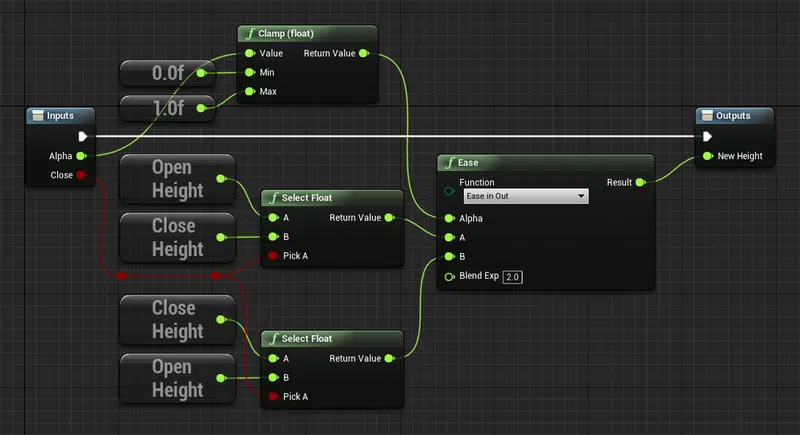 Clamp (float)
Value Return Value
Min
Max
0.0f
1.0f
Inputs
Alpha
Close
Outputs
New Height
Open
Height
Close
Height
Select Float
A Return Value
B
Pick A
Ease
Function
Ease in Out
Result
Alpha
A
B
Blend Exp 2.0
Close
Height
Open
Height
Select Float
A Return Value
B
Pick A